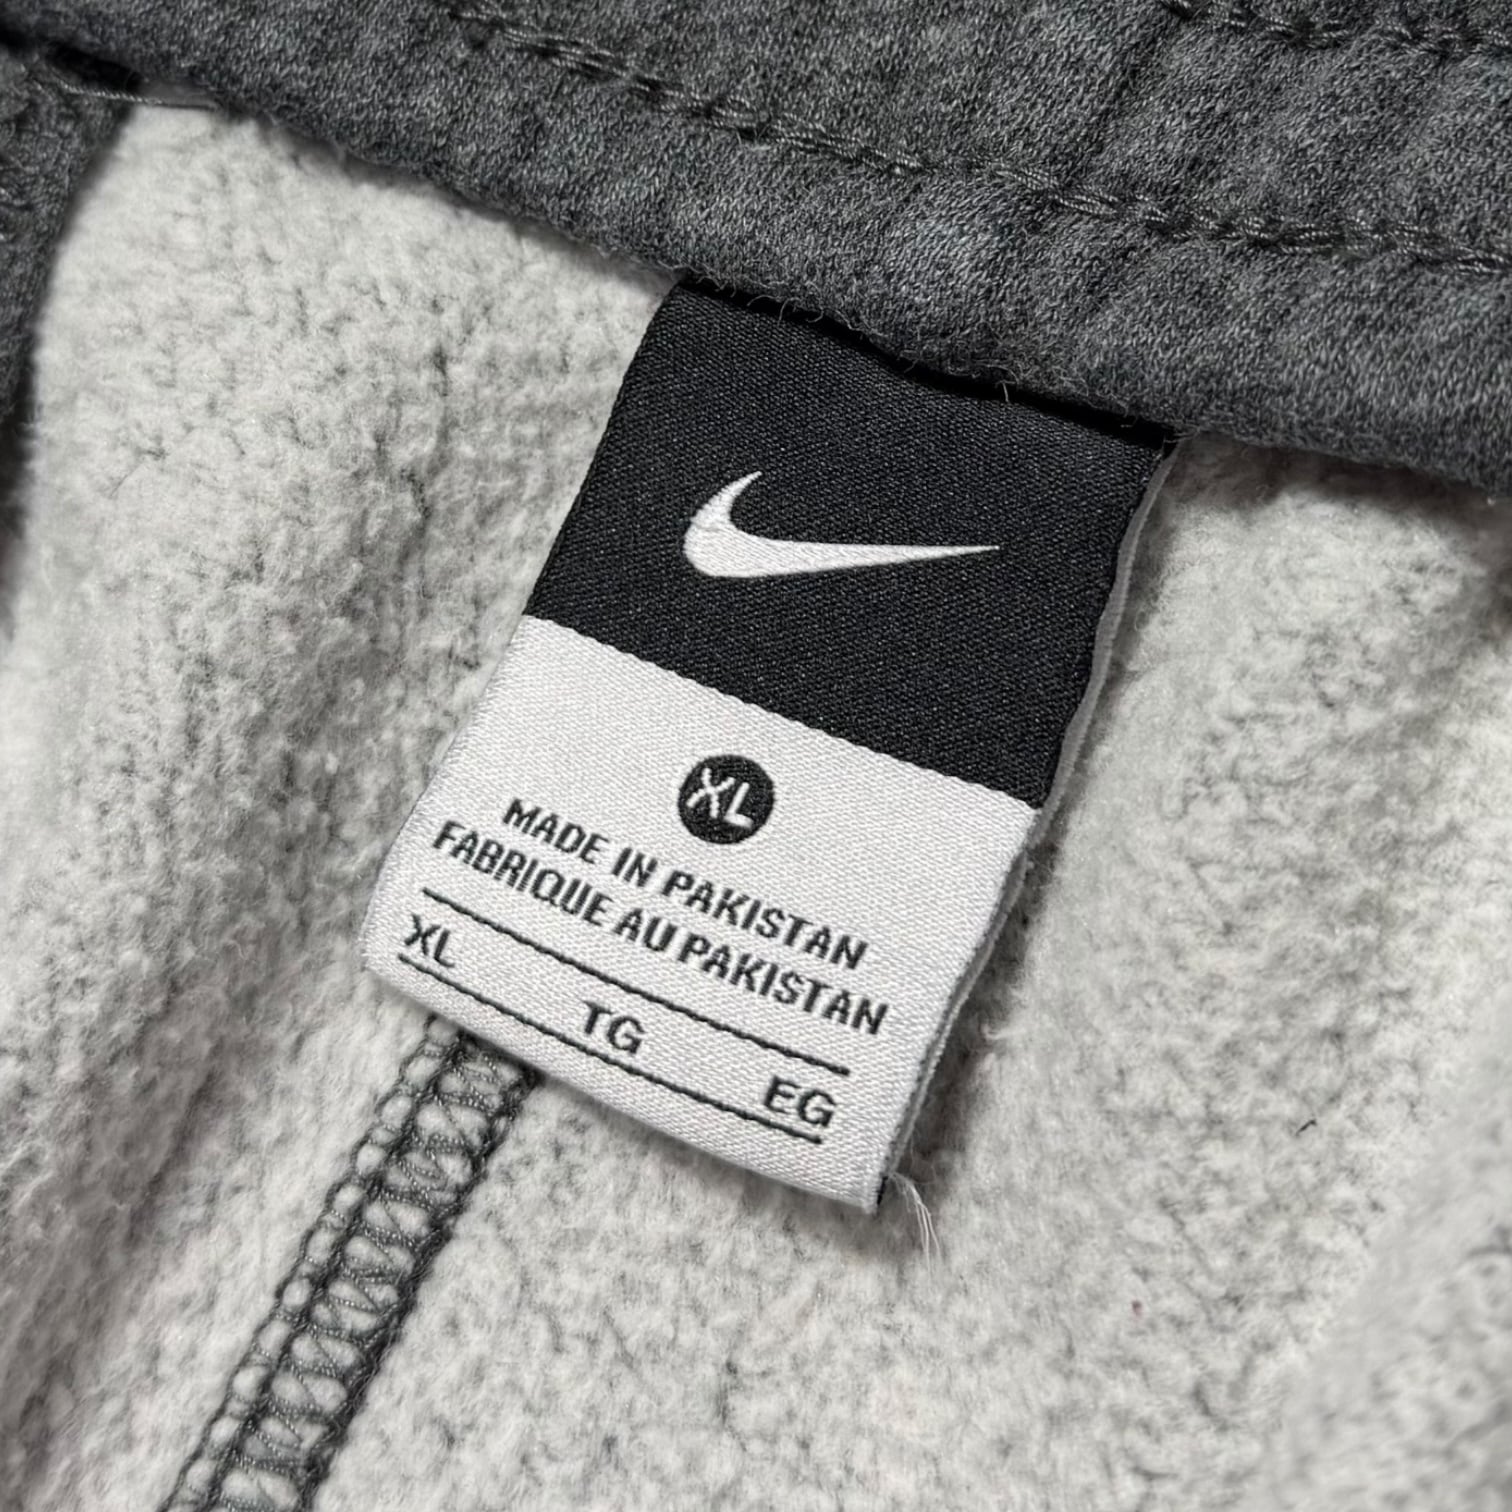 XL
MADE IN PAKISTAN
FABRIQUE AU PAKISTAN
XL TG EG